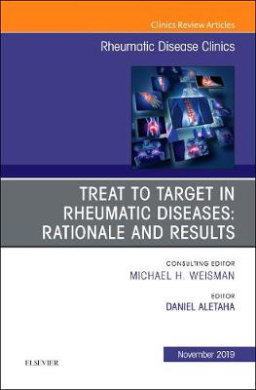 Clinics Review Articles
Rheumatic Disease Clinics
TREAT TO TARGET IN
RHEUMATIC DISEASES:
RATIONALE AND RESULTS
CONSULTING EDITOR
MICHAEL H. WEISMAN
EDITOR
DANIEL ALETAHA
ELSEVIER
November 2019